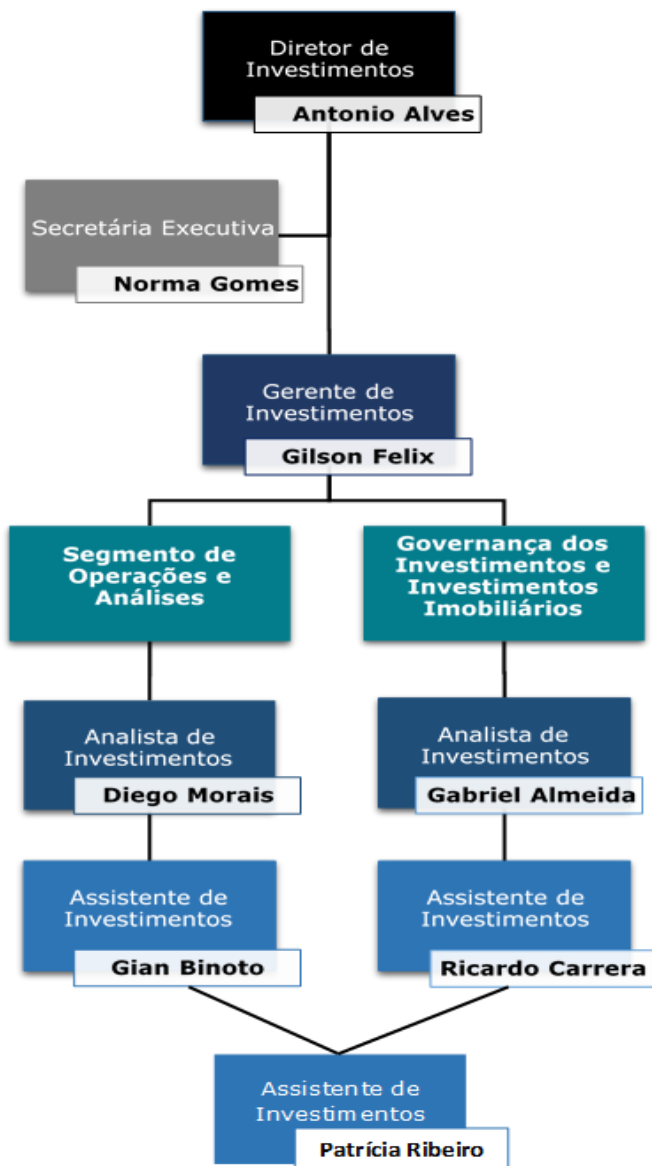 Diretor de
Investimentos
Antonio Alves
Secretária Executiva
Norma Gomes
Gerente de
Investimentos
Gilson Felix
Segmento de
Operações e
Análises
Governança dos
Investimentos e
Investimentos
Imobiliários
Analista de
Investimentos
Diego Morais
Analista de
Investimentos
Gabriel Almeida
Assistente de
Investimentos
Gian Binoto
Assistente de
Investimentos
Ricardo Carrera
Assistente de
Investimentos
Patrícia Ribeiro